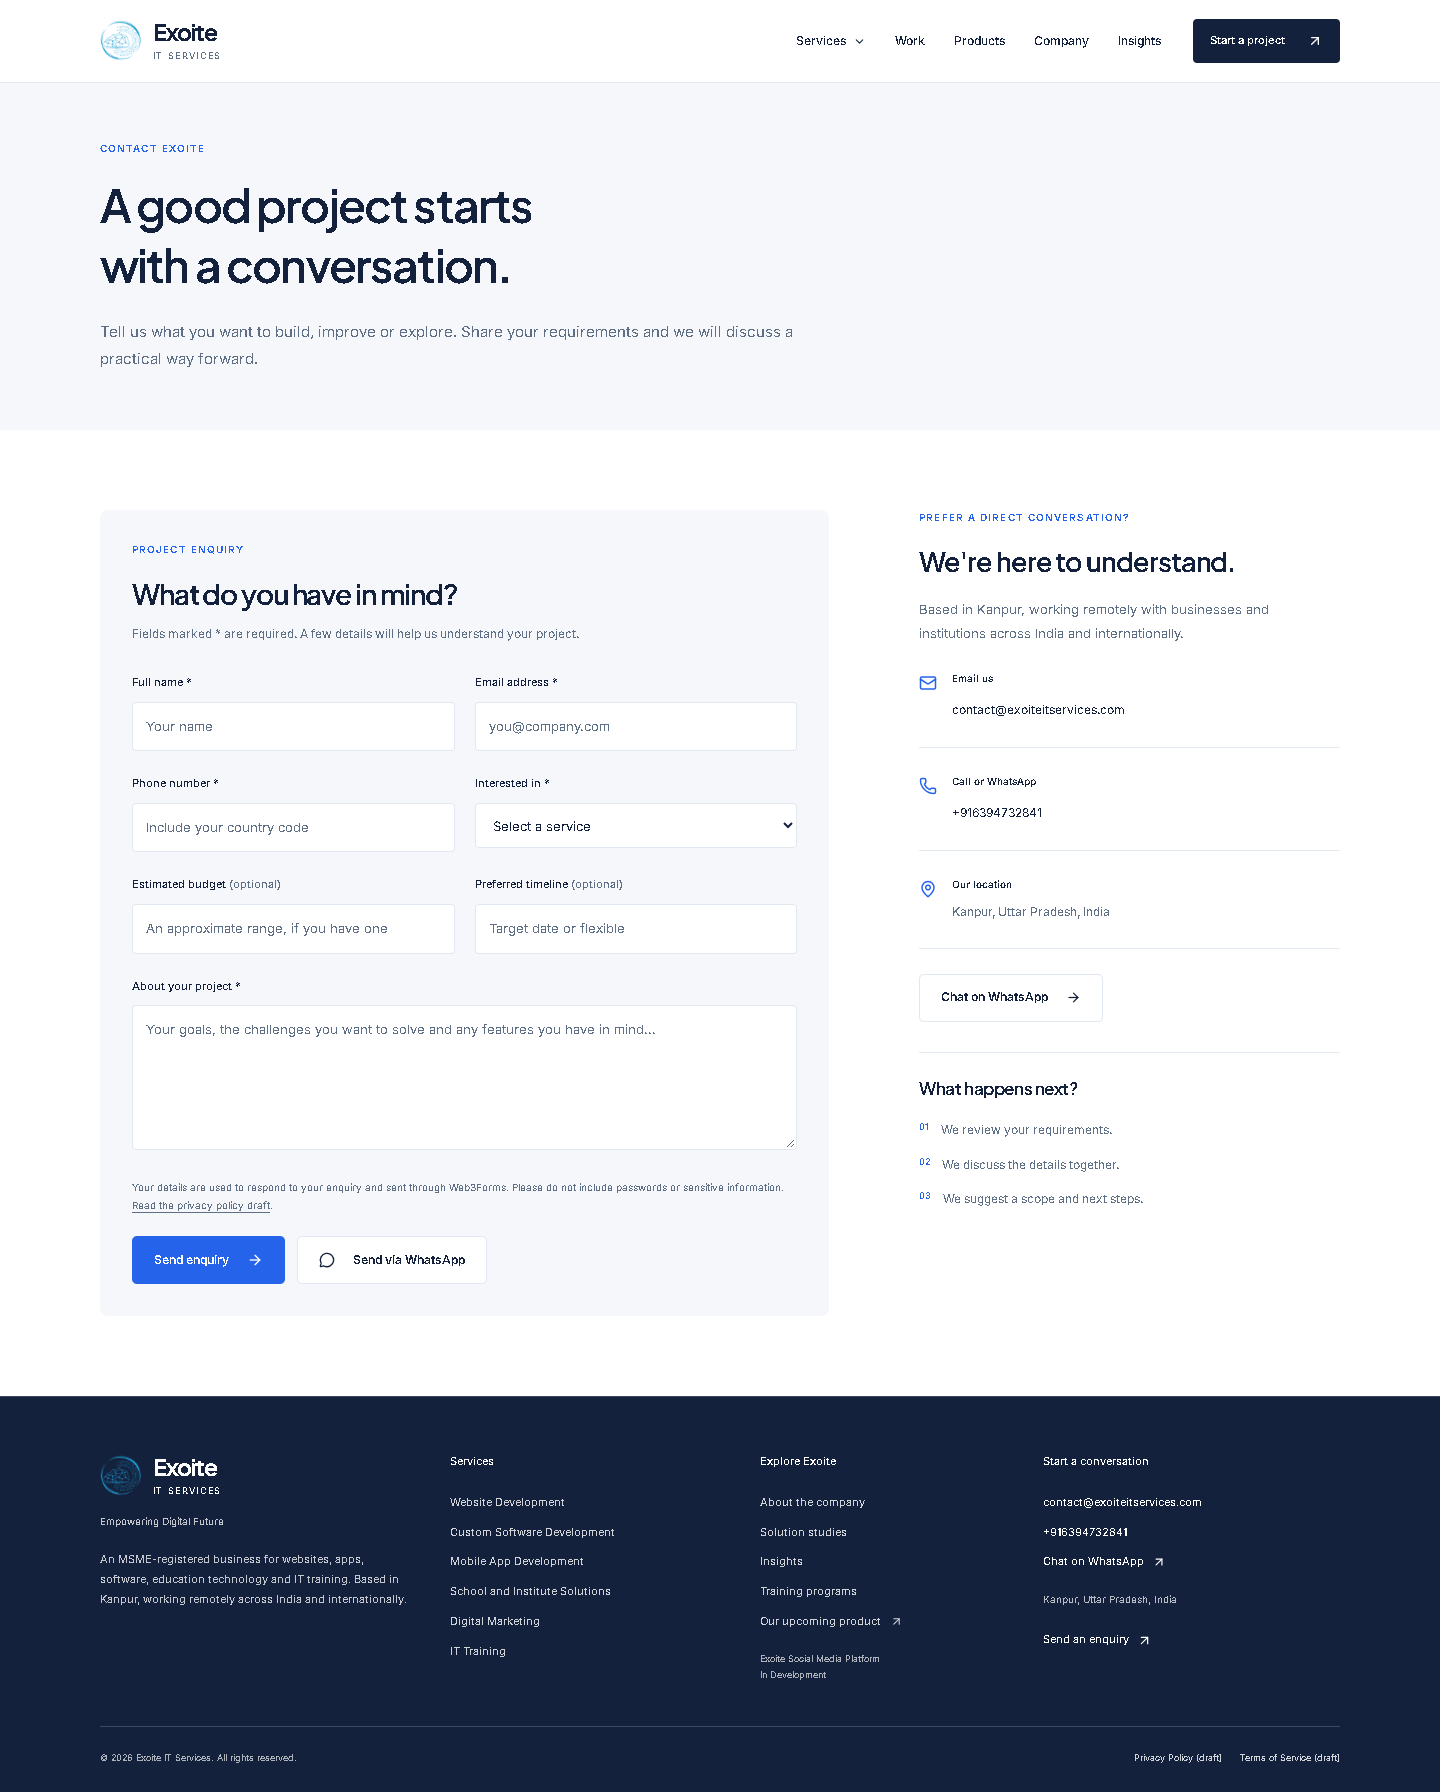 Exoite
IT SERVICES
Services
Work
Products
Company
Insights
Start a project
CONTACT EXOITE
A good project starts
with a conversation.
Tell us what you want to build, improve or explore. Share your requirements and we will discuss a
practical way forward.
PROJECT ENQUIRY
What do you have in mind?
Fields marked * are required. A few details will help us understand your project.
Full name *
Email address *
Your name
you@company.com
Phone number *
Interested in *
Include your country code
Select a service
Estimated budget (optional)
Preferred timeline (optional)
An approximate range, if you have one
Target date or flexible
About your project *
Your goals, the challenges you want to solve and any features you have in mind...
Your details are used to respond to your enquiry and sent through Web3Forms. Please do not include passwords or sensitive information.
Read the privacy policy draft.
Send enquiry
Send via WhatsApp
PREFER A DIRECT CONVERSATION?
We're here to understand.
Based in Kanpur, working remotely with businesses and
institutions across India and internationally.
Email us
contact@exoiteitservices.com
Call or WhatsApp
+916394732841
Our location
Kanpur, Uttar Pradesh, India
Chat on WhatsApp
What happens next?
01 We review your requirements.
02 We discuss the details together.
03 We suggest a scope and next steps.
Exoite
IT SERVICES
Empowering Digital Future
An MSME-registered business for websites, apps,
software, education technology and IT training. Based in
Kanpur, working remotely across India and internationally.
Services
Website Development
Custom Software Development
Mobile App Development
School and Institute Solutions
Digital Marketing
IT Training
Explore Exoite
About the company
Solution studies
Insights
Training programs
Our upcoming product
Exoite Social Media Platform
In Development
Start a conversation
contact@exoiteitservices.com
+916394732841
Chat on WhatsApp
Kanpur, Uttar Pradesh, India
Send an enquiry
© 2026 Exoite IT Services. All rights reserved.
Privacy Policy (draft)
Terms of Service (draft)